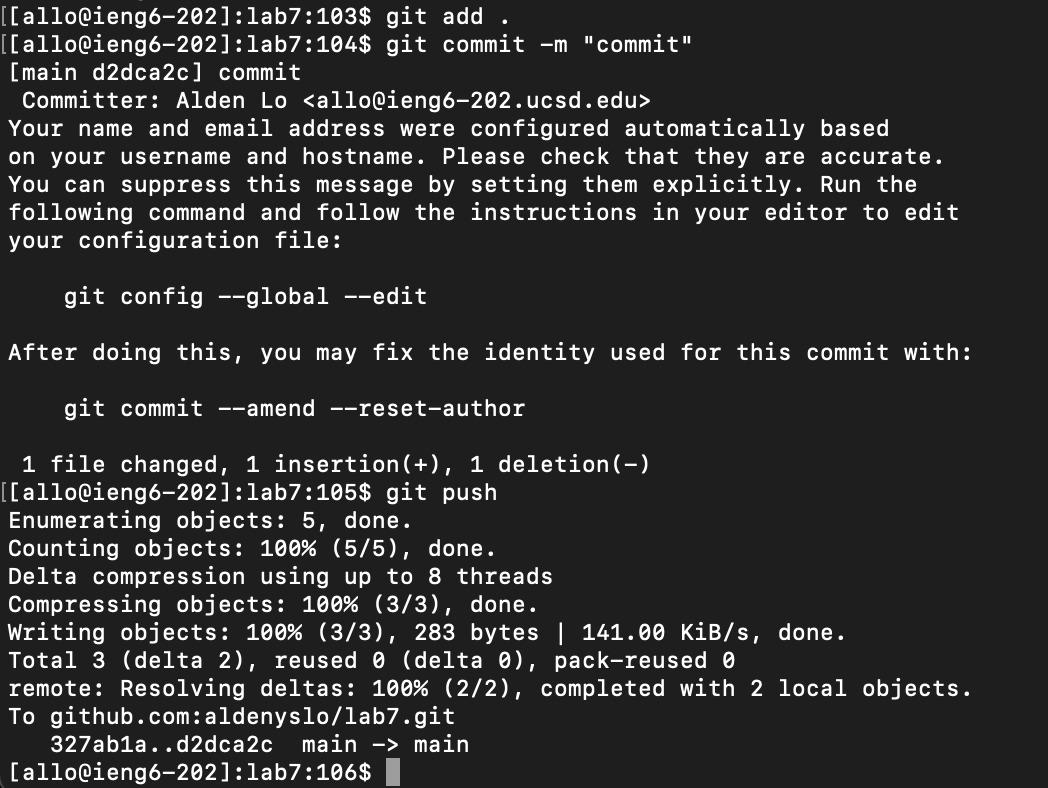 [[allo@ieng6-202]:lab7:103$ git add .
[[allo@ieng6-202]:lab7:104$ git commit -m "commit"
[main d2dca2c] commit
 Committer: Alden Lo <allo@ieng6-202.ucsd.edu>
Your name and email address were configured automatically based
on your username and hostname. Please check that they are accurate.
You can suppress this message by setting them explicitly. Run the
following command and follow the instructions in your editor to edit
your configuration file:

    git config --global --edit

After doing this, you may fix the identity used for this commit with:

    git commit --amend --reset-author

 1 file changed, 1 insertion(+), 1 deletion(-)
[[allo@ieng6-202]:lab7:105$ git push
Enumerating objects: 5, done.
Counting objects: 100% (5/5), done.
Delta compression using up to 8 threads
Compressing objects: 100% (3/3), done.
Writing objects: 100% (3/3), 283 bytes | 141.00 KiB/s, done.
Total 3 (delta 2), reused 0 (delta 0), pack-reused 0
remote: Resolving deltas: 100% (2/2), completed with 2 local objects.
To github.com:aldenyslo/lab7.git
   327ab1a..d2dca2c  main -> main
[allo@ieng6-202]:lab7:106$